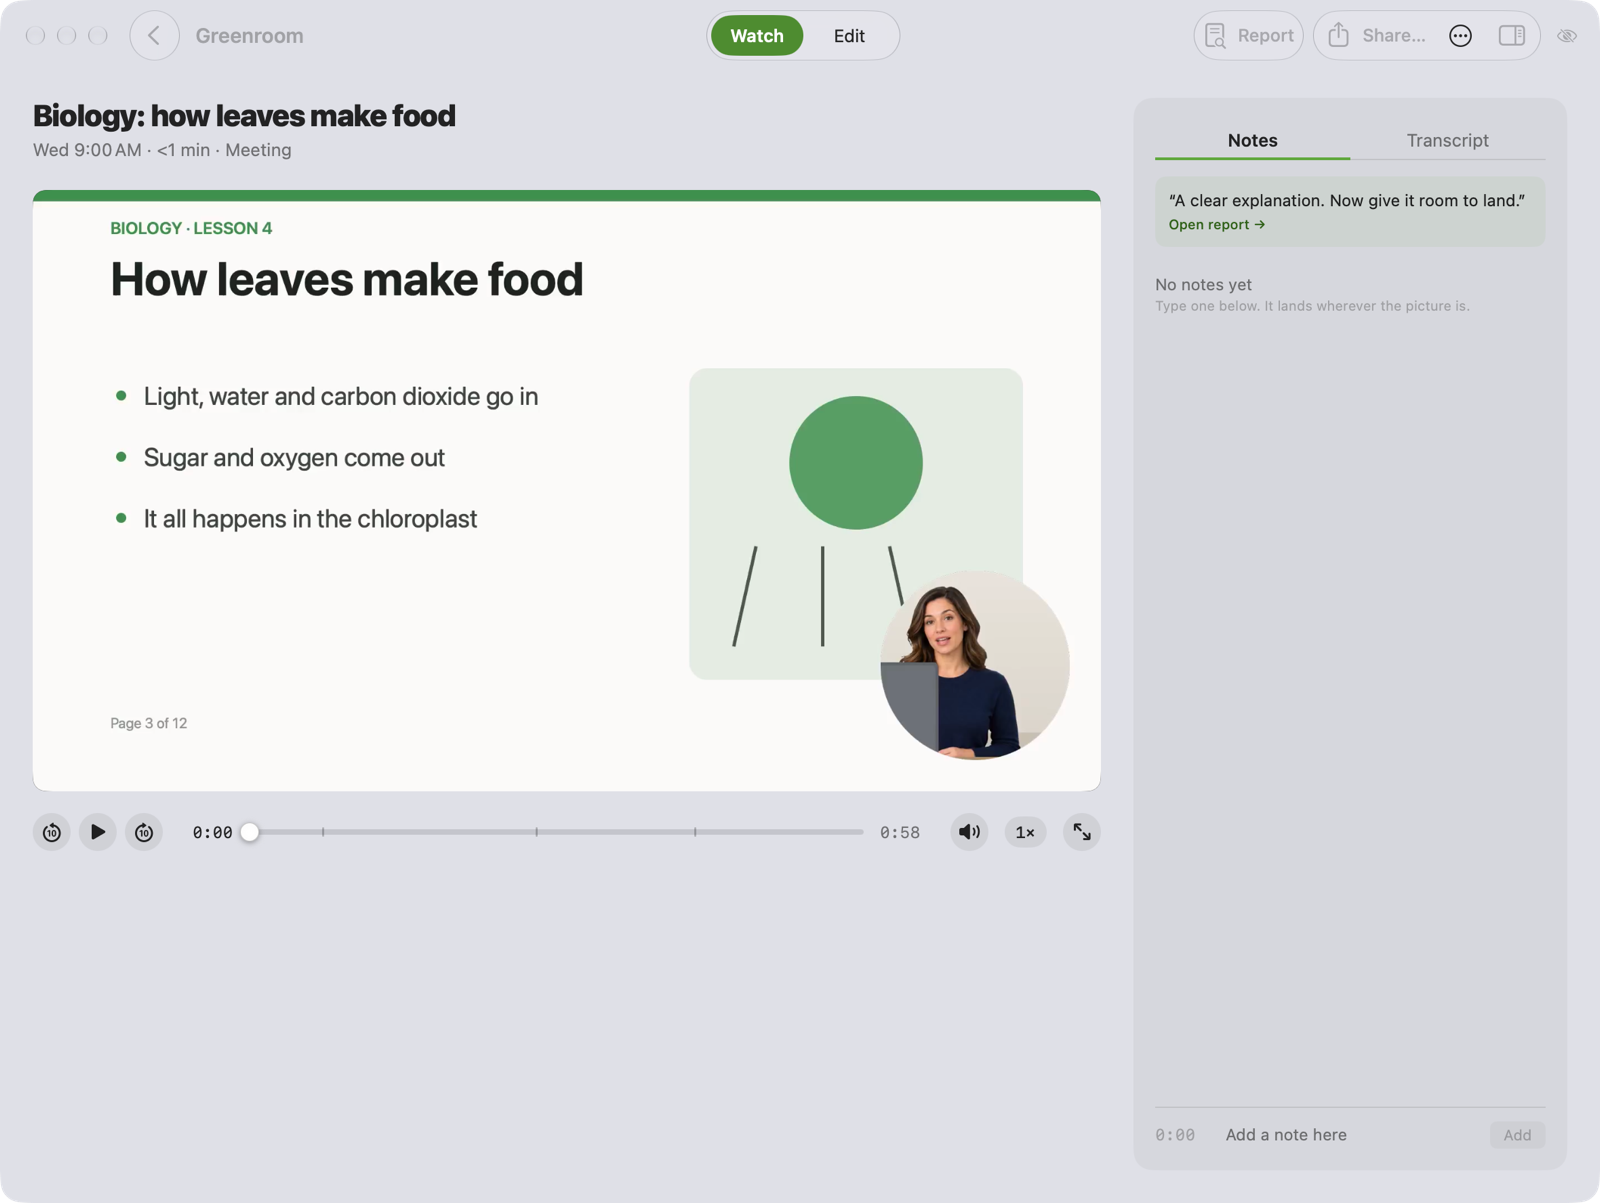 Greenroom
Watch
Edit
Report
Share...
Biology: how leaves make food
Wed 9:00 AM · <1 min · Meeting
BIOLOGY · LESSON 4
How leaves make food
Light, water and carbon dioxide go in
Sugar and oxygen come out
It all happens in the chloroplast
Page 3 of 12
10
10
0:00
0:58
1×
Notes
Transcript
“A clear explanation. Now give it room to land.”
Open report →
No notes yet
Type one below. It lands wherever the picture is.
0:00
Add a note here
Add